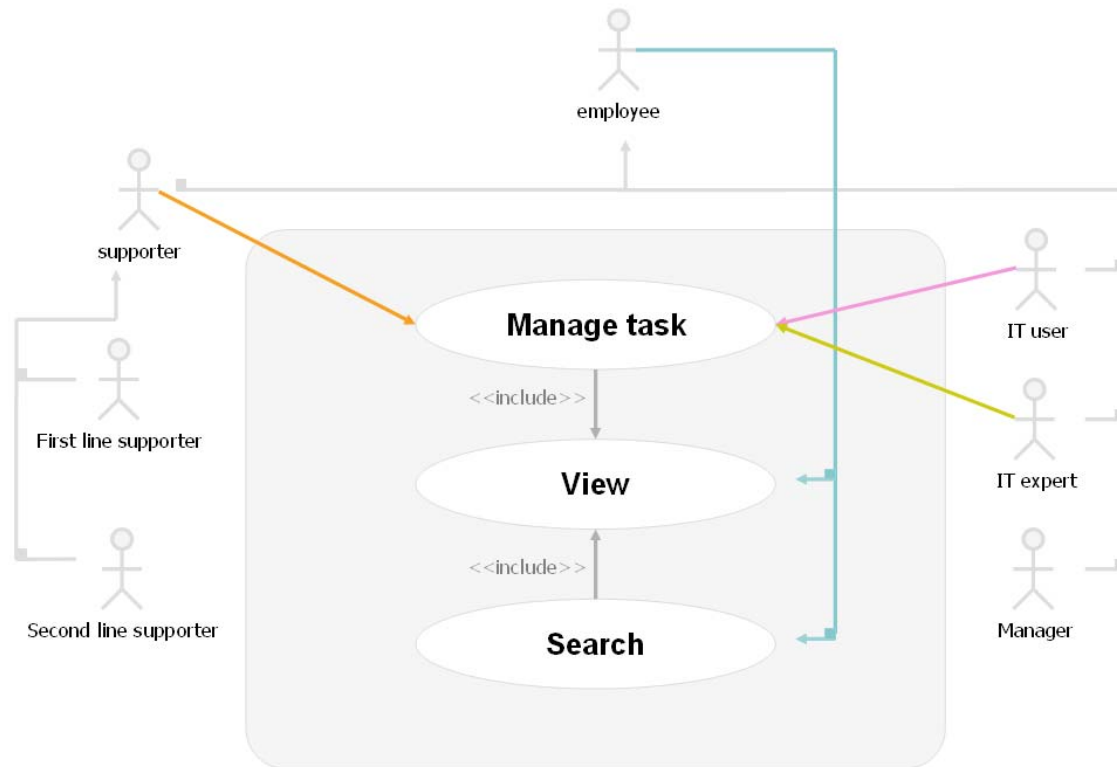 employee
supporter
Manage task
IT user
<<include>>
First line supporter
View
IT expert
<<include>>
Second line supporter
Search
Manager